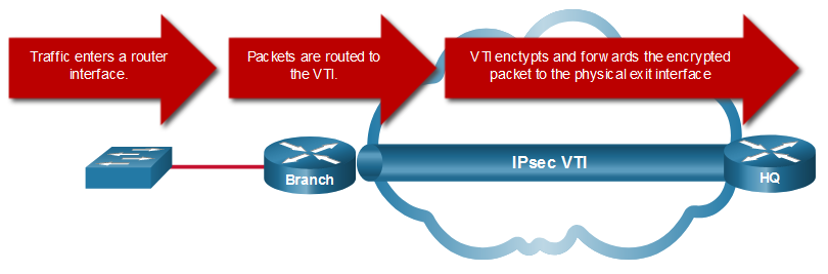 Traffic enters a router
interface.
Packets are routed to
the VTI.
VTI enctypts and forwards the encrypted
packet to the physical exit interface
IPsec VTI
Branch
HQ